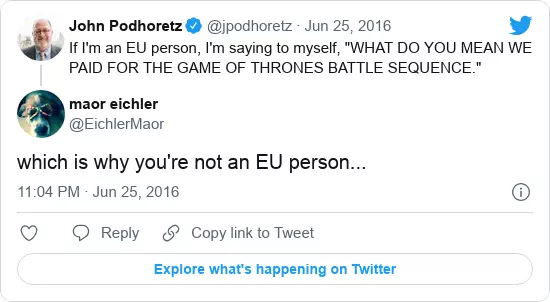 John Podhoretz @jpodhoretz · Jun 25, 2016
If I'm an EU person, I'm saying to myself, "WHAT DO YOU MEAN WE
PAID FOR THE GAME OF THRONES BATTLE SEQUENCE."
maor eichler
@EichlerMaor
which is why you're not an EU person...
11:04 PM · Jun 25, 2016
Reply
Copy link to Tweet
Explore what's happening on Twitter